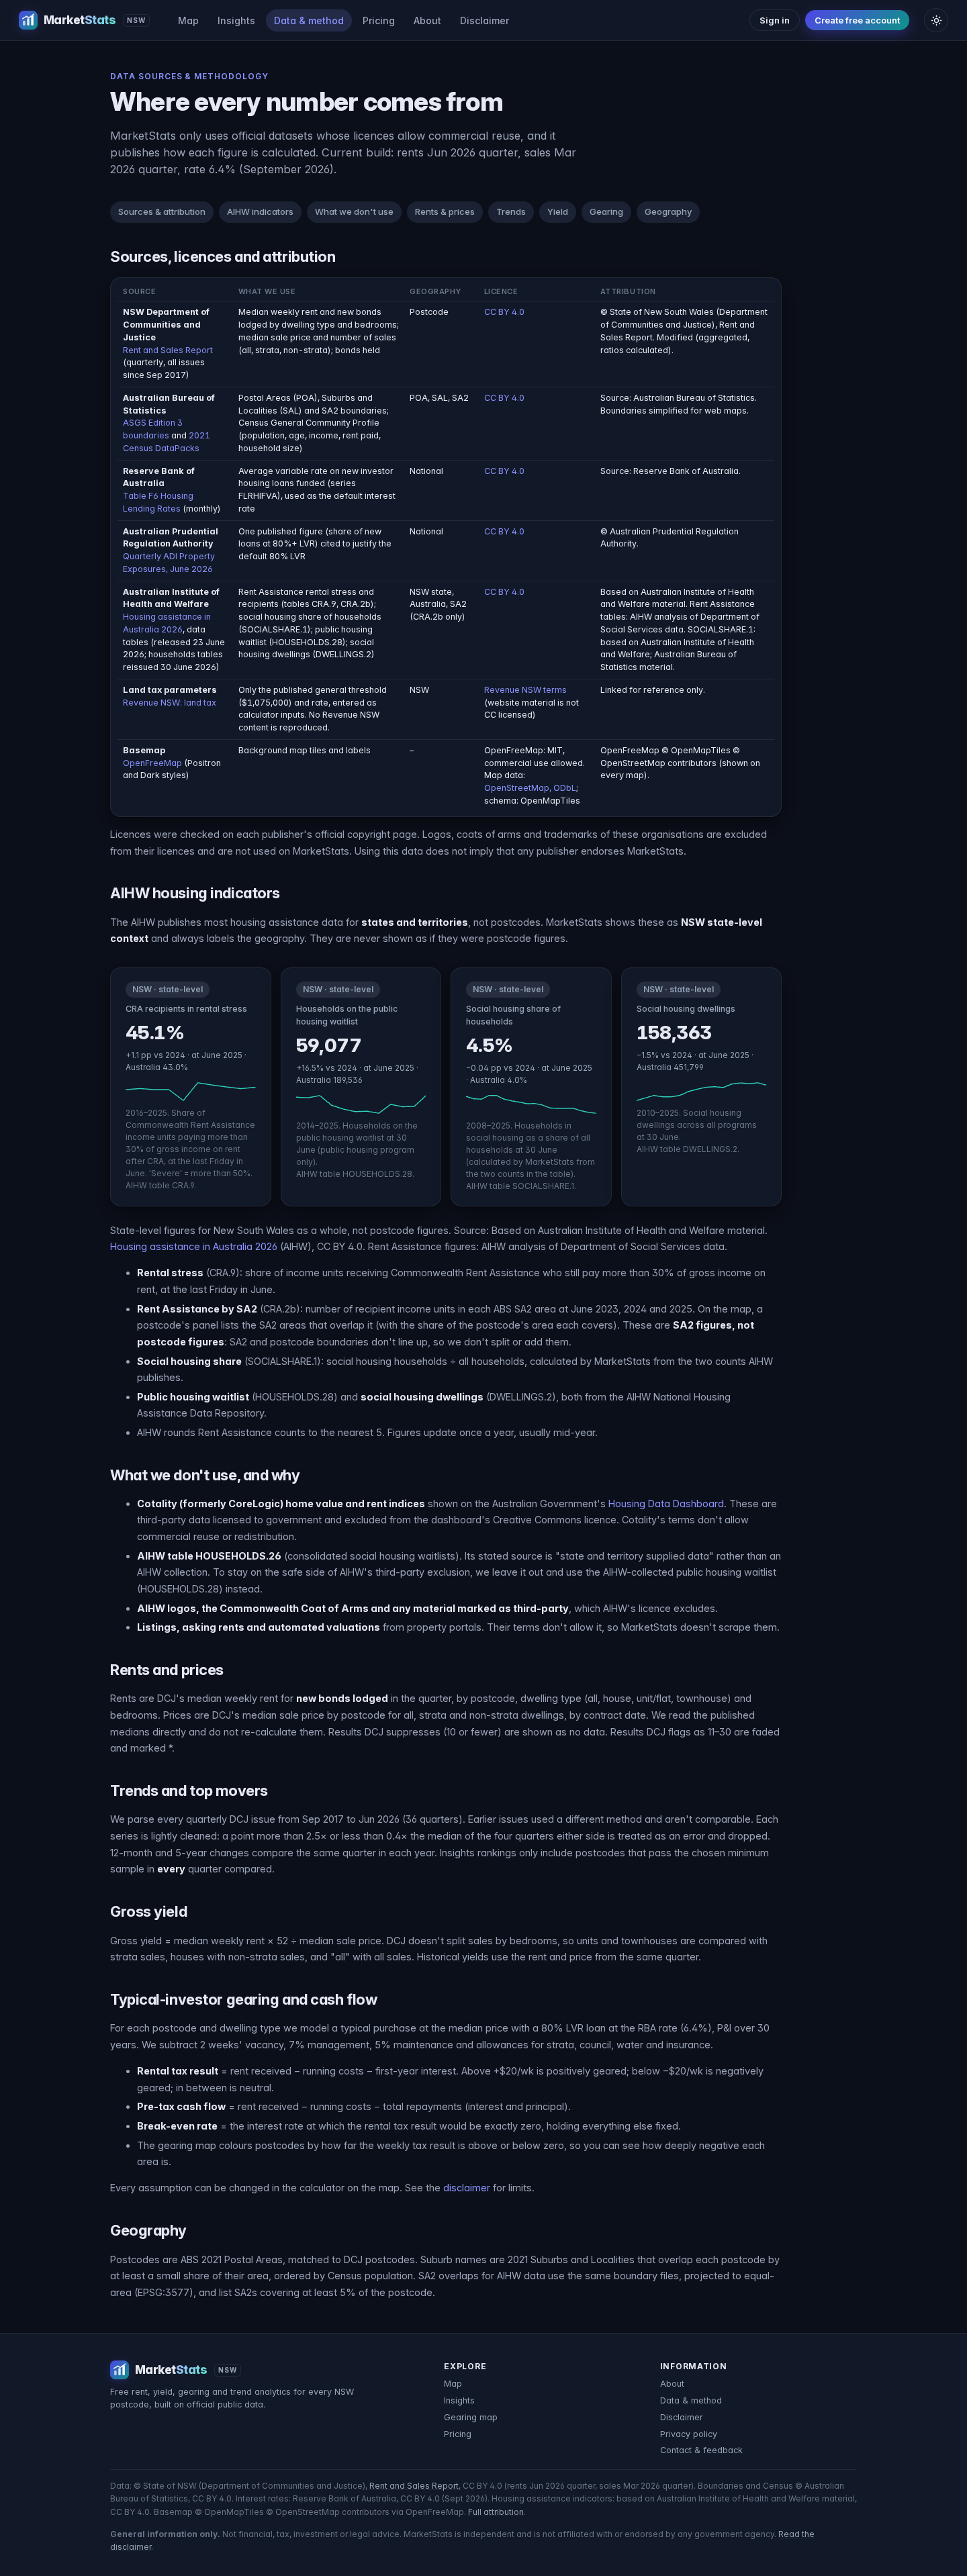 MarketStats NSW Map Insights Data & method Pricing About Disclaimer Sign in Create free account
DATA SOURCES & METHODOLOGY
Where every number comes from
MarketStats only uses official datasets whose licences allow commercial reuse, and it
publishes how each figure is calculated. Current build: rents Jun 2026 quarter, sales Mar
2026 quarter, rate 6.4% (September 2026).
Sources & attribution AIHW indicators What we don't use Rents & prices Trends Yield Gearing Geography
Sources, licences and attribution
SOURCE WHAT WE USE GEOGRAPHY LICENCE ATTRIBUTION
NSW Department of
Communities and
Justice
Rent and Sales Report
(quarterly, all issues
since Sep 2017)
Median weekly rent and new bonds
lodged by dwelling type and bedrooms;
median sale price and number of sales
(all, strata, non-strata); bonds held
Postcode
CC BY 4.0
© State of New South Wales (Department
of Communities and Justice), Rent and
Sales Report. Modified (aggregated,
ratios calculated).
Australian Bureau of
Statistics
ASGS Edition 3
boundaries and 2021
Census DataPacks
Postal Areas (POA), Suburbs and
Localities (SAL) and SA2 boundaries;
Census General Community Profile
(population, age, income, rent paid,
household size)
POA, SAL, SA2
CC BY 4.0
Source: Australian Bureau of Statistics.
Boundaries simplified for web maps.
Reserve Bank of
Australia
Table F6 Housing
Lending Rates (monthly)
Average variable rate on new investor
housing loans funded (series
FLRHIFVA), used as the default interest
rate
National
CC BY 4.0
Source: Reserve Bank of Australia.
Australian Prudential
Regulation Authority
Quarterly ADI Property
Exposures, June 2026
One published figure (share of new
loans at 80%+ LVR) cited to justify the
default 80% LVR
National
CC BY 4.0
© Australian Prudential Regulation
Authority.
Australian Institute of
Health and Welfare
Housing assistance in
Australia 2026, data
tables (released 23 June
2026; households tables
reissued 30 June 2026)
Rent Assistance rental stress and
recipients (tables CRA.9, CRA.2b);
social housing share of households
(SOCIALSHARE.1); public housing
waitlist (HOUSEHOLDS.28); social
housing dwellings (DWELLINGS.2)
NSW state,
Australia, SA2
(CRA.2b only)
CC BY 4.0
Based on Australian Institute of Health
and Welfare material. Rent Assistance
tables: AIHW analysis of Department of
Social Services data. SOCIALSHARE.1:
based on Australian Institute of Health
and Welfare; Australian Bureau of
Statistics material.
Land tax parameters
Revenue NSW: land tax
Only the published general threshold
($1,075,000) and rate, entered as
calculator inputs. No Revenue NSW
content is reproduced.
NSW
Revenue NSW terms
(website material is not
CC licensed)
Linked for reference only.
Basemap
OpenFreeMap (Positron
and Dark styles)
Background map tiles and labels
–
OpenFreeMap: MIT,
commercial use allowed.
Map data:
OpenStreetMap, ODbL;
schema: OpenMapTiles
OpenFreeMap © OpenMapTiles ©
OpenStreetMap contributors (shown on
every map).
Licences were checked on each publisher's official copyright page. Logos, coats of arms and trademarks of these organisations are excluded
from their licences and are not used on MarketStats. Using this data does not imply that any publisher endorses MarketStats.
AIHW housing indicators
The AIHW publishes most housing assistance data for states and territories, not postcodes. MarketStats shows these as NSW state-level
context and always labels the geography. They are never shown as if they were postcode figures.
NSW · state-level
CRA recipients in rental stress
45.1%
+1.1 pp vs 2024 · at June 2025 ·
Australia 43.0%
2016–2025. Share of
Commonwealth Rent Assistance
income units paying more than
30% of gross income on rent
after CRA, at the last Friday in
June. 'Severe' = more than 50%.
AIHW table CRA.9.
NSW · state-level
Households on the public
housing waitlist
59,077
+16.5% vs 2024 · at June 2025 ·
Australia 189,536
2014–2025. Households on the
public housing waitlist at 30
June (public housing program
only).
AIHW table HOUSEHOLDS.28.
NSW · state-level
Social housing share of
households
4.5%
−0.04 pp vs 2024 · at June 2025
· Australia 4.0%
2008–2025. Households in
social housing as a share of all
households at 30 June
(calculated by MarketStats from
the two counts in the table).
AIHW table SOCIALSHARE.1.
NSW · state-level
Social housing dwellings
158,363
−1.5% vs 2024 · at June 2025 ·
Australia 451,799
2010–2025. Social housing
dwellings across all programs
at 30 June.
AIHW table DWELLINGS.2.
State-level figures for New South Wales as a whole, not postcode figures. Source: Based on Australian Institute of Health and Welfare material.
Housing assistance in Australia 2026 (AIHW), CC BY 4.0. Rent Assistance figures: AIHW analysis of Department of Social Services data.
• Rental stress (CRA.9): share of income units receiving Commonwealth Rent Assistance who still pay more than 30% of gross income on
rent, at the last Friday in June.
• Rent Assistance by SA2 (CRA.2b): number of recipient income units in each ABS SA2 area at June 2023, 2024 and 2025. On the map, a
postcode's panel lists the SA2 areas that overlap it (with the share of the postcode's area each covers). These are SA2 figures, not
postcode figures: SA2 and postcode boundaries don't line up, so we don't split or add them.
• Social housing share (SOCIALSHARE.1): social housing households ÷ all households, calculated by MarketStats from the two counts AIHW
publishes.
• Public housing waitlist (HOUSEHOLDS.28) and social housing dwellings (DWELLINGS.2), both from the AIHW National Housing
Assistance Data Repository.
• AIHW rounds Rent Assistance counts to the nearest 5. Figures update once a year, usually mid-year.
What we don't use, and why
• Cotality (formerly CoreLogic) home value and rent indices shown on the Australian Government's Housing Data Dashboard. These are
third-party data licensed to government and excluded from the dashboard's Creative Commons licence. Cotality's terms don't allow
commercial reuse or redistribution.
• AIHW table HOUSEHOLDS.26 (consolidated social housing waitlists). Its stated source is "state and territory supplied data" rather than an
AIHW collection. To stay on the safe side of AIHW's third-party exclusion, we leave it out and use the AIHW-collected public housing waitlist
(HOUSEHOLDS.28) instead.
• AIHW logos, the Commonwealth Coat of Arms and any material marked as third-party, which AIHW's licence excludes.
• Listings, asking rents and automated valuations from property portals. Their terms don't allow it, so MarketStats doesn't scrape them.
Rents and prices
Rents are DCJ's median weekly rent for new bonds lodged in the quarter, by postcode, dwelling type (all, house, unit/flat, townhouse) and
bedrooms. Prices are DCJ's median sale price by postcode for all, strata and non-strata dwellings, by contract date. We read the published
medians directly and do not re-calculate them. Results DCJ suppresses (10 or fewer) are shown as no data. Results DCJ flags as 11–30 are faded
and marked *.
Trends and top movers
We parse every quarterly DCJ issue from Sep 2017 to Jun 2026 (36 quarters). Earlier issues used a different method and aren't comparable. Each
series is lightly cleaned: a point more than 2.5× or less than 0.4× the median of the four quarters either side is treated as an error and dropped.
12-month and 5-year changes compare the same quarter in each year. Insights rankings only include postcodes that pass the chosen minimum
sample in every quarter compared.
Gross yield
Gross yield = median weekly rent × 52 ÷ median sale price. DCJ doesn't split sales by bedrooms, so units and townhouses are compared with
strata sales, houses with non-strata sales, and "all" with all sales. Historical yields use the rent and price from the same quarter.
Typical-investor gearing and cash flow
For each postcode and dwelling type we model a typical purchase at the median price with a 80% LVR loan at the RBA rate (6.4%), P&I over 30
years. We subtract 2 weeks' vacancy, 7% management, 5% maintenance and allowances for strata, council, water and insurance.
• Rental tax result = rent received − running costs − first-year interest. Above +$20/wk is positively geared; below −$20/wk is negatively
geared; in between is neutral.
• Pre-tax cash flow = rent received − running costs − total repayments (interest and principal).
• Break-even rate = the interest rate at which the rental tax result would be exactly zero, holding everything else fixed.
• The gearing map colours postcodes by how far the weekly tax result is above or below zero, so you can see how deeply negative each
area is.
Every assumption can be changed in the calculator on the map. See the disclaimer for limits.
Geography
Postcodes are ABS 2021 Postal Areas, matched to DCJ postcodes. Suburb names are 2021 Suburbs and Localities that overlap each postcode by
at least a small share of their area, ordered by Census population. SA2 overlaps for AIHW data use the same boundary files, projected to equal-
area (EPSG:3577), and list SA2s covering at least 5% of the postcode.
MarketStats NSW
Free rent, yield, gearing and trend analytics for every NSW
postcode, built on official public data.
EXPLORE
Map
Insights
Gearing map
Pricing
INFORMATION
About
Data & method
Disclaimer
Privacy policy
Contact & feedback
Data: © State of NSW (Department of Communities and Justice), Rent and Sales Report, CC BY 4.0 (rents Jun 2026 quarter, sales Mar 2026 quarter). Boundaries and Census © Australian
Bureau of Statistics, CC BY 4.0. Interest rates: Reserve Bank of Australia, CC BY 4.0 (Sept 2026). Housing assistance indicators: based on Australian Institute of Health and Welfare material,
CC BY 4.0. Basemap © OpenMapTiles © OpenStreetMap contributors via OpenFreeMap. Full attribution.
General information only. Not financial, tax, investment or legal advice. MarketStats is independent and is not affiliated with or endorsed by any government agency. Read the
disclaimer.